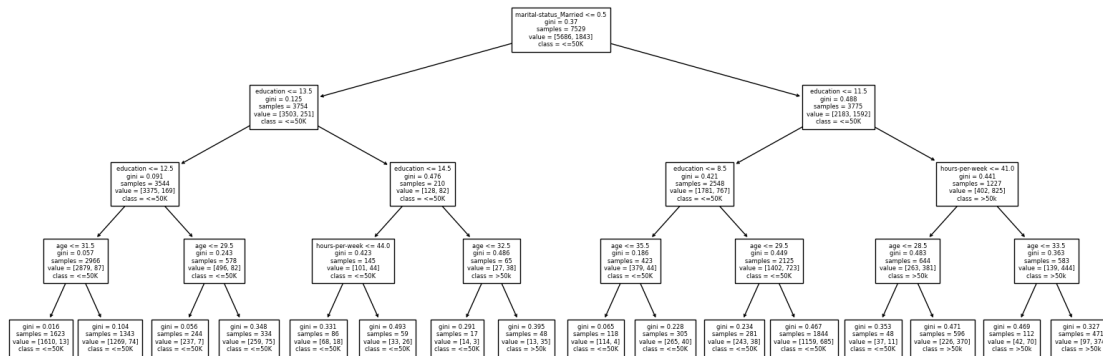 marital-status_Married <= 0.5
gini = 0.37
samples = 7529
value = [5686, 1843]
class = <=50K
education <= 13.5
gini = 0.125
samples = 3754
value = [3503, 251]
class = <=50K
education <= 11.5
gini = 0.488
samples = 3775
value = [2183, 1592]
class = <=50K
education <= 12.5
gini = 0.091
samples = 3544
value = [3375, 169]
class = <=50K
education <= 14.5
gini = 0.476
samples = 210
value = [128, 82]
class = <=50K
education <= 8.5
gini = 0.421
samples = 2548
value = [1781, 767]
class = <=50K
hours-per-week <= 41.0
gini = 0.441
samples = 1227
value = [402, 825]
class = >50k
age <= 31.5
gini = 0.057
samples = 2966
value = [2879, 87]
class = <=50K
age <= 29.5
gini = 0.243
samples = 578
value = [496, 82]
class = <=50K
hours-per-week <= 44.0
gini = 0.423
samples = 145
value = [101, 44]
class = <=50K
age <= 32.5
gini = 0.486
samples = 65
value = [27, 38]
class = >50k
age <= 35.5
gini = 0.186
samples = 423
value = [379, 44]
class = <=50K
age <= 29.5
gini = 0.449
samples = 2125
value = [1402, 723]
class = <=50K
age <= 28.5
gini = 0.483
samples = 644
value = [263, 381]
class = >50k
age <= 33.5
gini = 0.363
samples = 583
value = [139, 444]
class = >50k
gini = 0.016
samples = 1623
value = [1610, 13]
class = <=50K
gini = 0.104
samples = 1343
value = [1269, 74]
class = <=50K
gini = 0.056
samples = 244
value = [237, 7]
class = <=50K
gini = 0.348
samples = 334
value = [259, 75]
class = <=50K
gini = 0.331
samples = 86
value = [68, 18]
class = <=50K
gini = 0.493
samples = 59
value = [33, 26]
class = <=50K
gini = 0.291
samples = 17
value = [14, 3]
class = <=50K
gini = 0.395
samples = 48
value = [13, 35]
class = >50k
gini = 0.065
samples = 118
value = [114, 4]
class = <=50K
gini = 0.228
samples = 305
value = [265, 40]
class = <=50K
gini = 0.234
samples = 281
value = [243, 38]
class = <=50K
gini = 0.467
samples = 1844
value = [1159, 685]
class = <=50K
gini = 0.353
samples = 48
value = [37, 11]
class = <=50K
gini = 0.471
samples = 596
value = [226, 370]
class = >50k
gini = 0.469
samples = 112
value = [42, 70]
class = >50k
gini = 0.327
samples = 471
value = [97, 374]
class = >50k